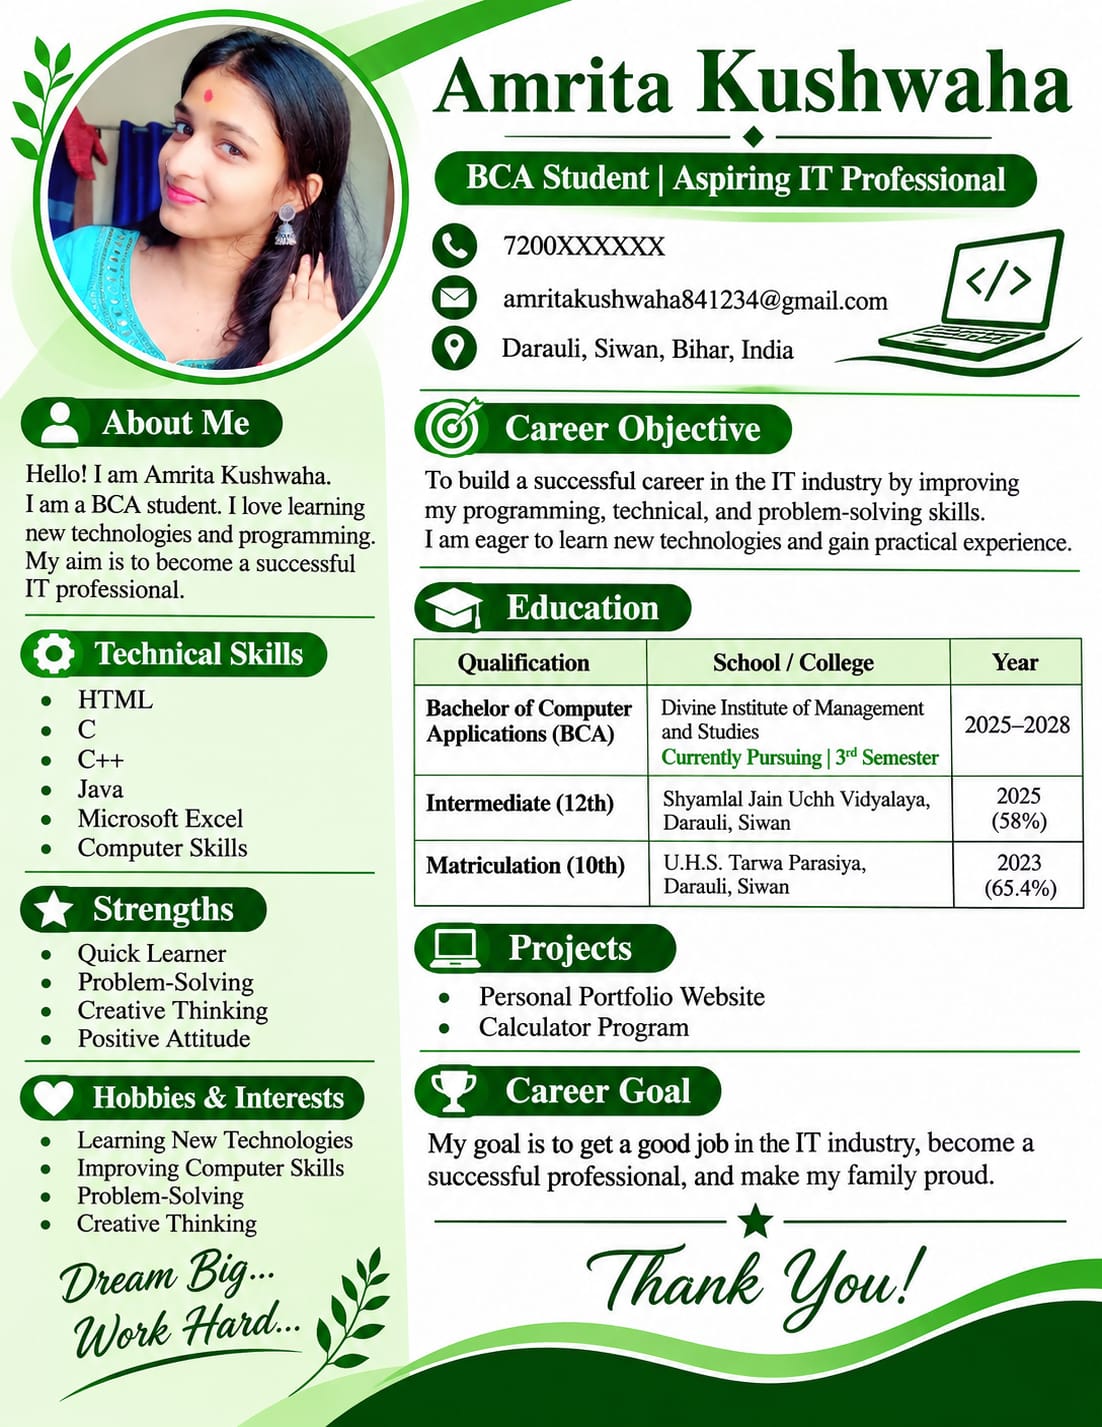 Amrita Kushwaha
BCA Student | Aspiring IT Professional
7200XXXXXX
amritakushwaha841234@gmail.com
Darauli, Siwan, Bihar, India
</>
About Me
Hello! I am Amrita Kushwaha.
I am a BCA student. I love learning
new technologies and programming.
My aim is to become a successful
IT professional.
Technical Skills
• HTML
• C
• C++
• Java
• Microsoft Excel
• Computer Skills
Strengths
• Quick Learner
• Problem-Solving
• Creative Thinking
• Positive Attitude
Hobbies & Interests
• Learning New Technologies
• Improving Computer Skills
• Problem-Solving
• Creative Thinking
Dream Big...
Work Hard...
Career Objective
To build a successful career in the IT industry by improving
my programming, technical, and problem-solving skills.
I am eager to learn new technologies and gain practical experience.
Education
Qualification School / College Year
Bachelor of Computer
Applications (BCA)
Divine Institute of Management
and Studies
Currently Pursuing | 3rd Semester
2025–2028
Intermediate (12th)
Shyamlal Jain Uchh Vidyalaya,
Darauli, Siwan
2025
(58%)
Matriculation (10th)
U.H.S. Tarwa Parasiya,
Darauli, Siwan
2023
(65.4%)
Projects
• Personal Portfolio Website
• Calculator Program
Career Goal
My goal is to get a good job in the IT industry, become a
successful professional, and make my family proud.
Thank You!